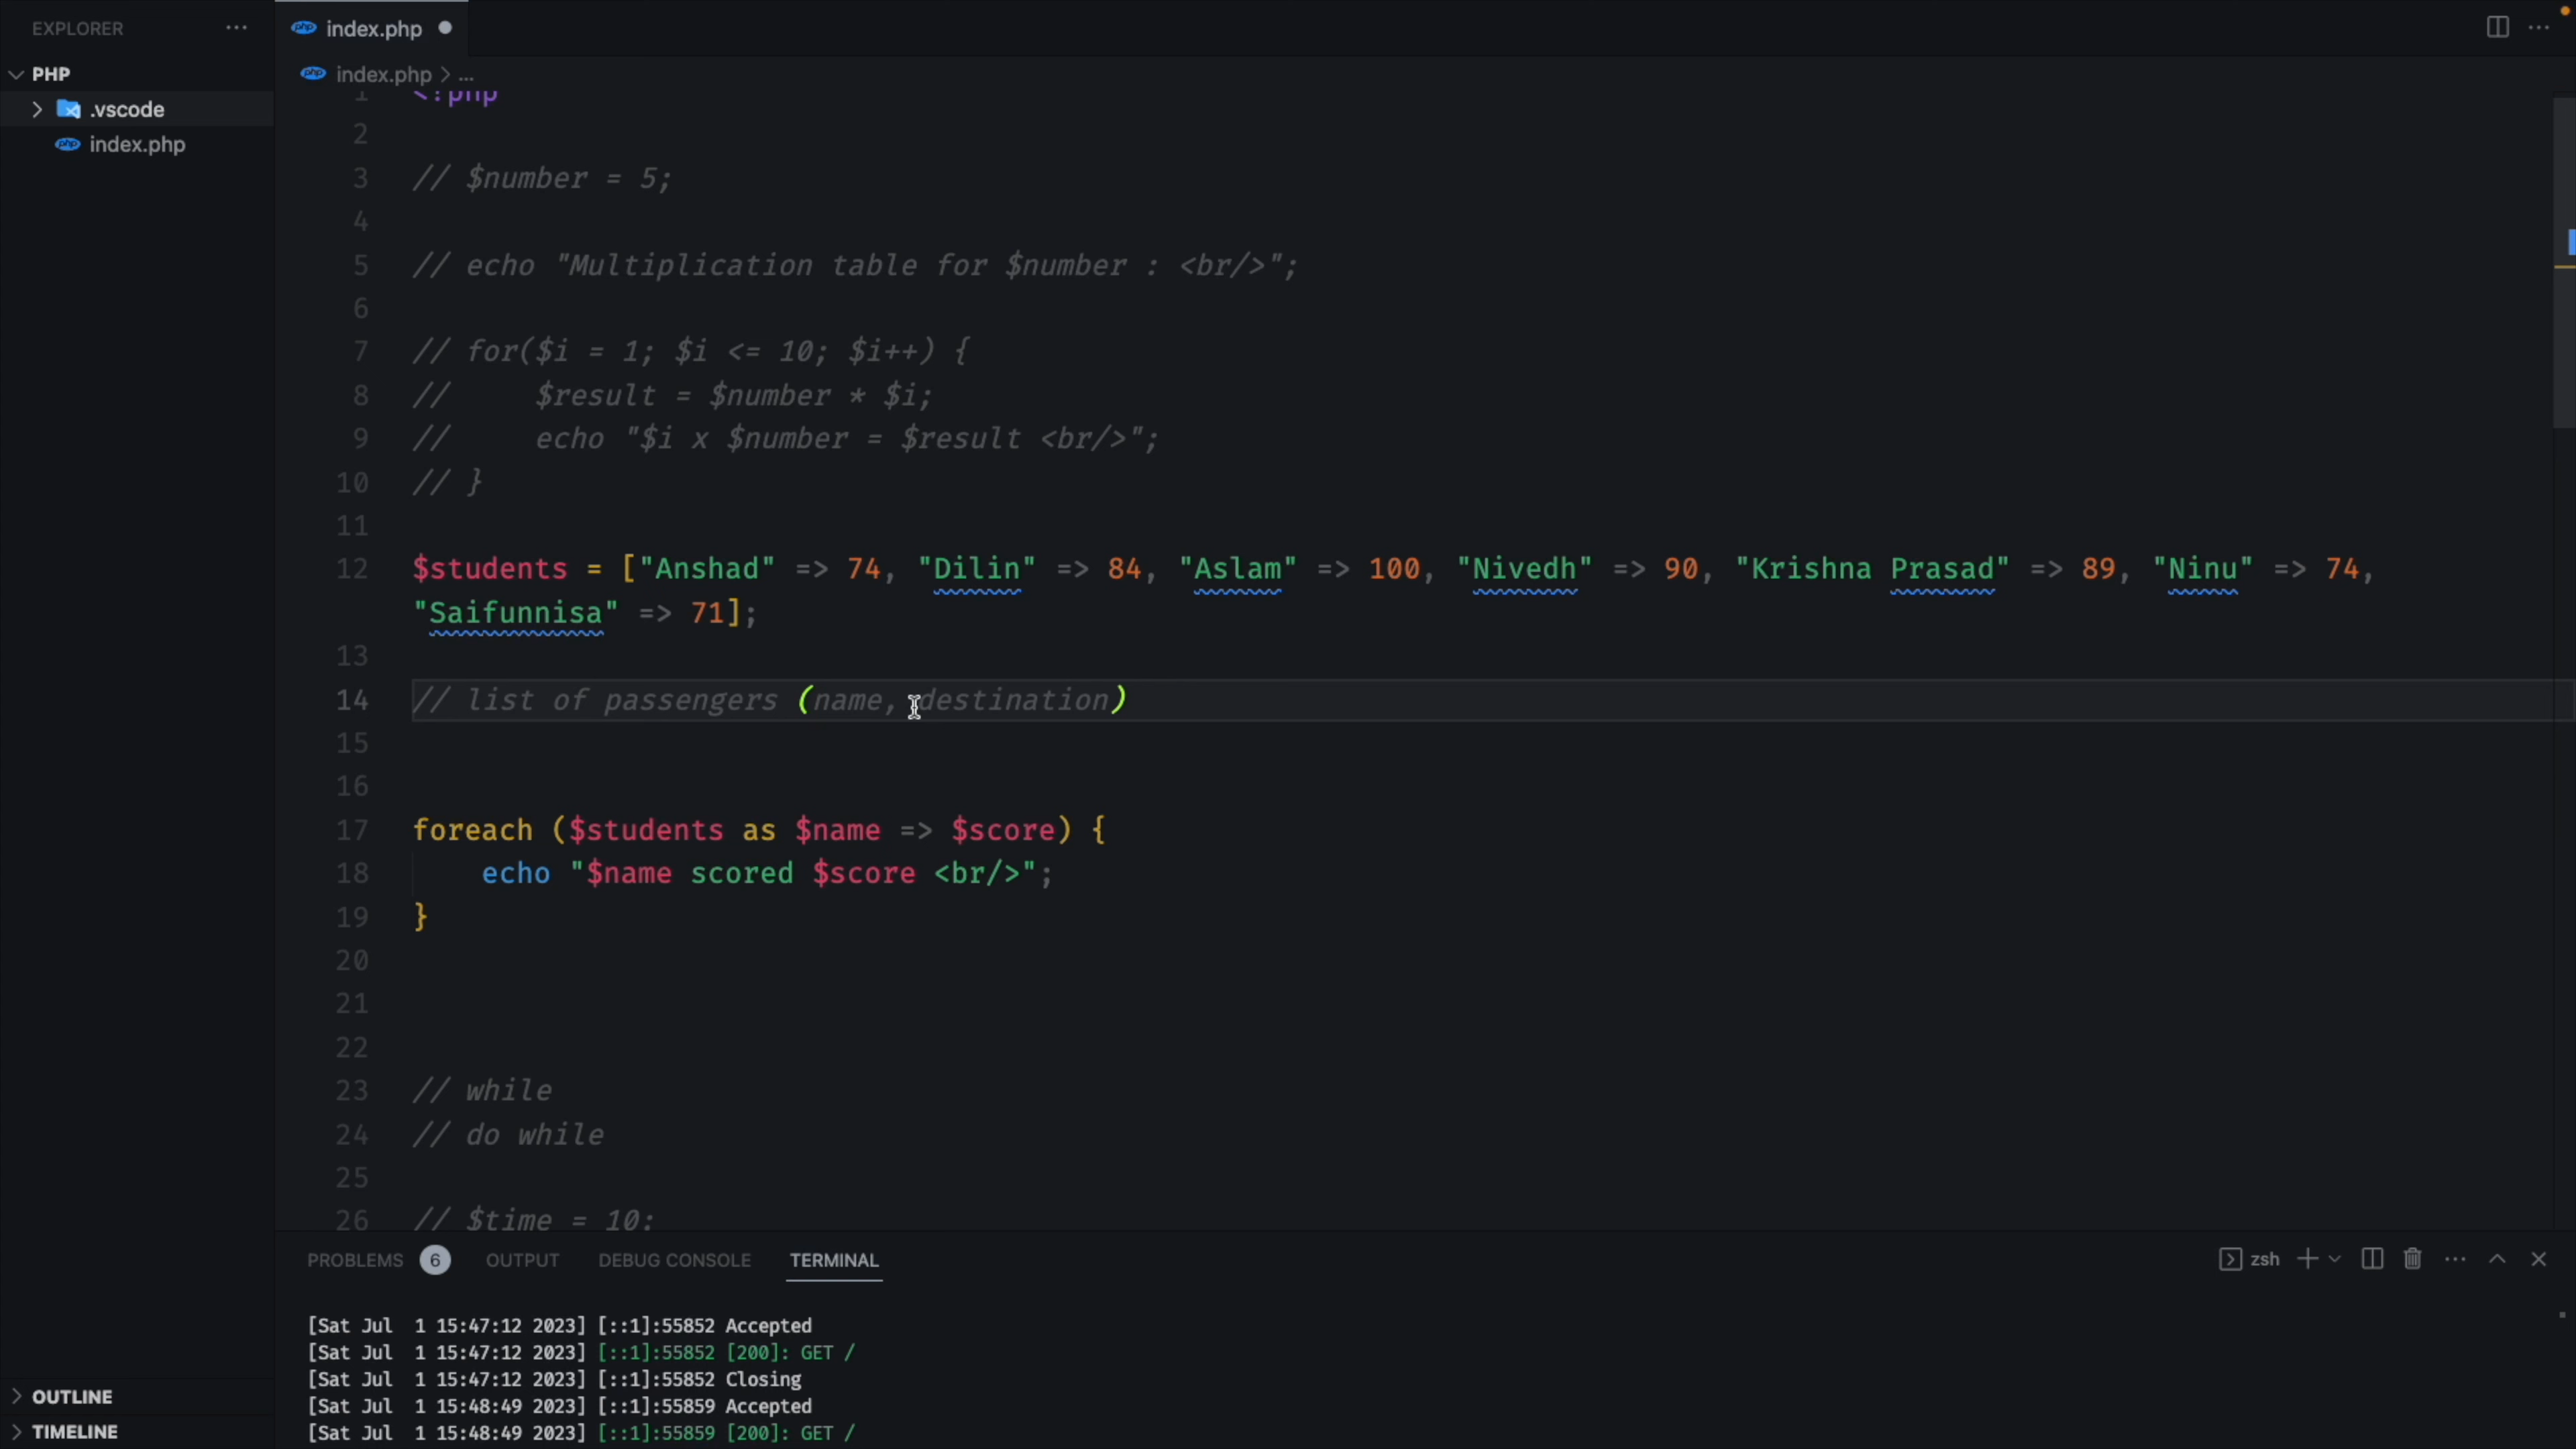 EXPLORER ...
PHP
.vscode
index.php
OUTLINE
TIMELINE
index.php
index.php > ...
1 <?php
2
3 // $number = 5;
4
5 // echo "Multiplication table for $number : <br/>";
6
7 // for($i = 1; $i <= 10; $i++) {
8 //     $result = $number * $i;
9 //     echo "$i x $number = $result <br/>";
10 // }
11
12 $students = ["Anshad" => 74, "Dilin" => 84, "Aslam" => 100, "Nivedh" => 90, "Krishna Prasad" => 89, "Ninu" => 74,
"Saifunnisa" => 71];
13
14 // list of passengers (name, destination)
15
16
17 foreach ($students as $name => $score) {
18     echo "$name scored $score <br/>";
19 }
20
21
22
23 // while
24 // do while
25
26 // $time = 10;
PROBLEMS 6 OUTPUT DEBUG CONSOLE TERMINAL
zsh
[Sat Jul  1 15:47:12 2023] [::1]:55852 Accepted
[Sat Jul  1 15:47:12 2023] [::1]:55852 [200]: GET /
[Sat Jul  1 15:47:12 2023] [::1]:55852 Closing
[Sat Jul  1 15:48:49 2023] [::1]:55859 Accepted
[Sat Jul  1 15:48:49 2023] [::1]:55859 [200]: GET /